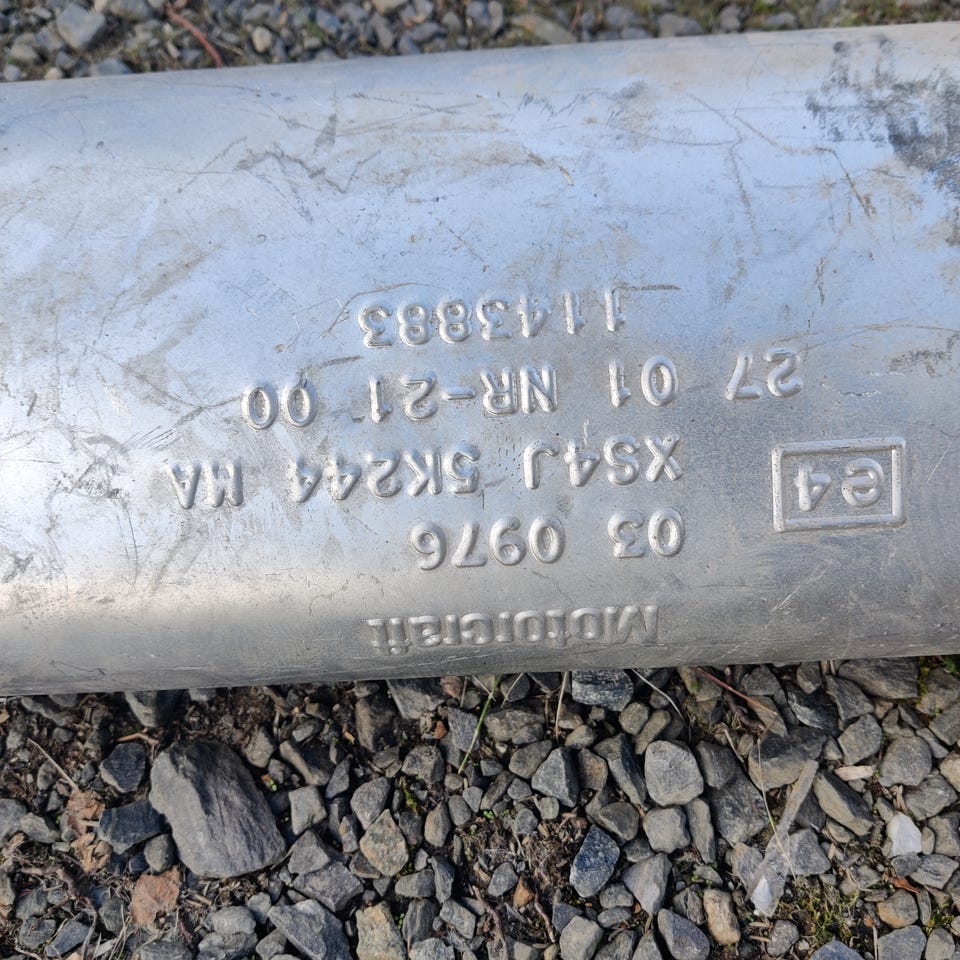 Motorcraft
03 0976
e4 XS4J 5K244 MA
27 01 NR-21 00
1143883